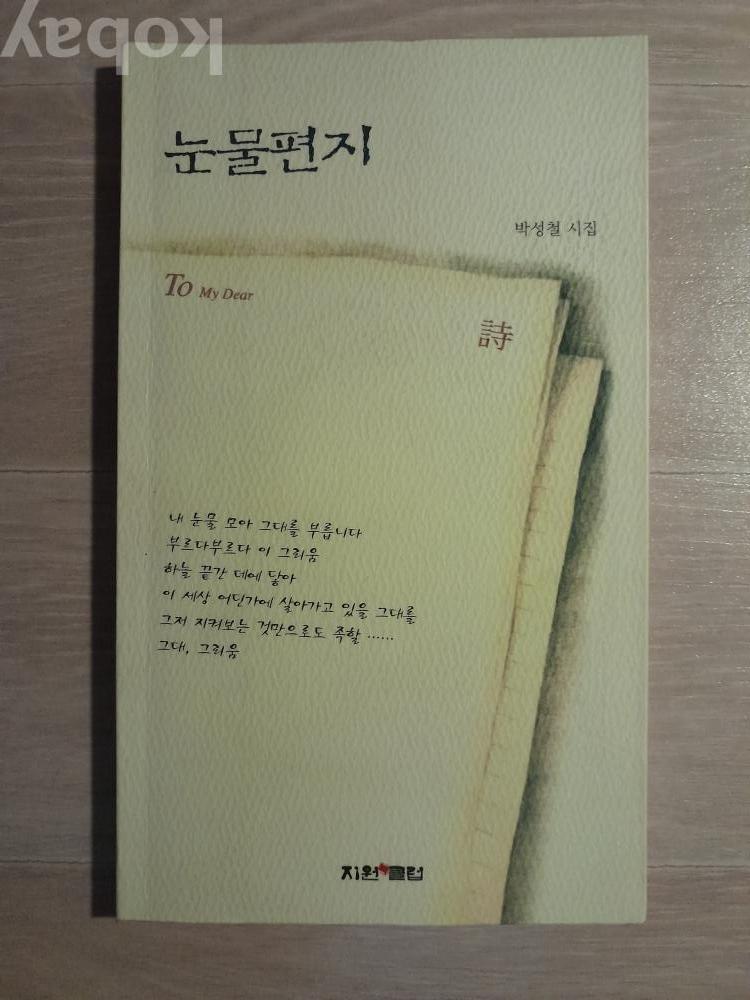 kobay
눈물편지
박성철 시집
To My Dear
詩
내 눈물 모아 그대를 부릅니다
부르다부르다 이 그리움
하늘 끝간 데에 닿아
이 세상 어딘가에 살아가고 있을 그대를
그저 지켜보는 것만으로도 족할 ......
그대, 그리움
지원클럽